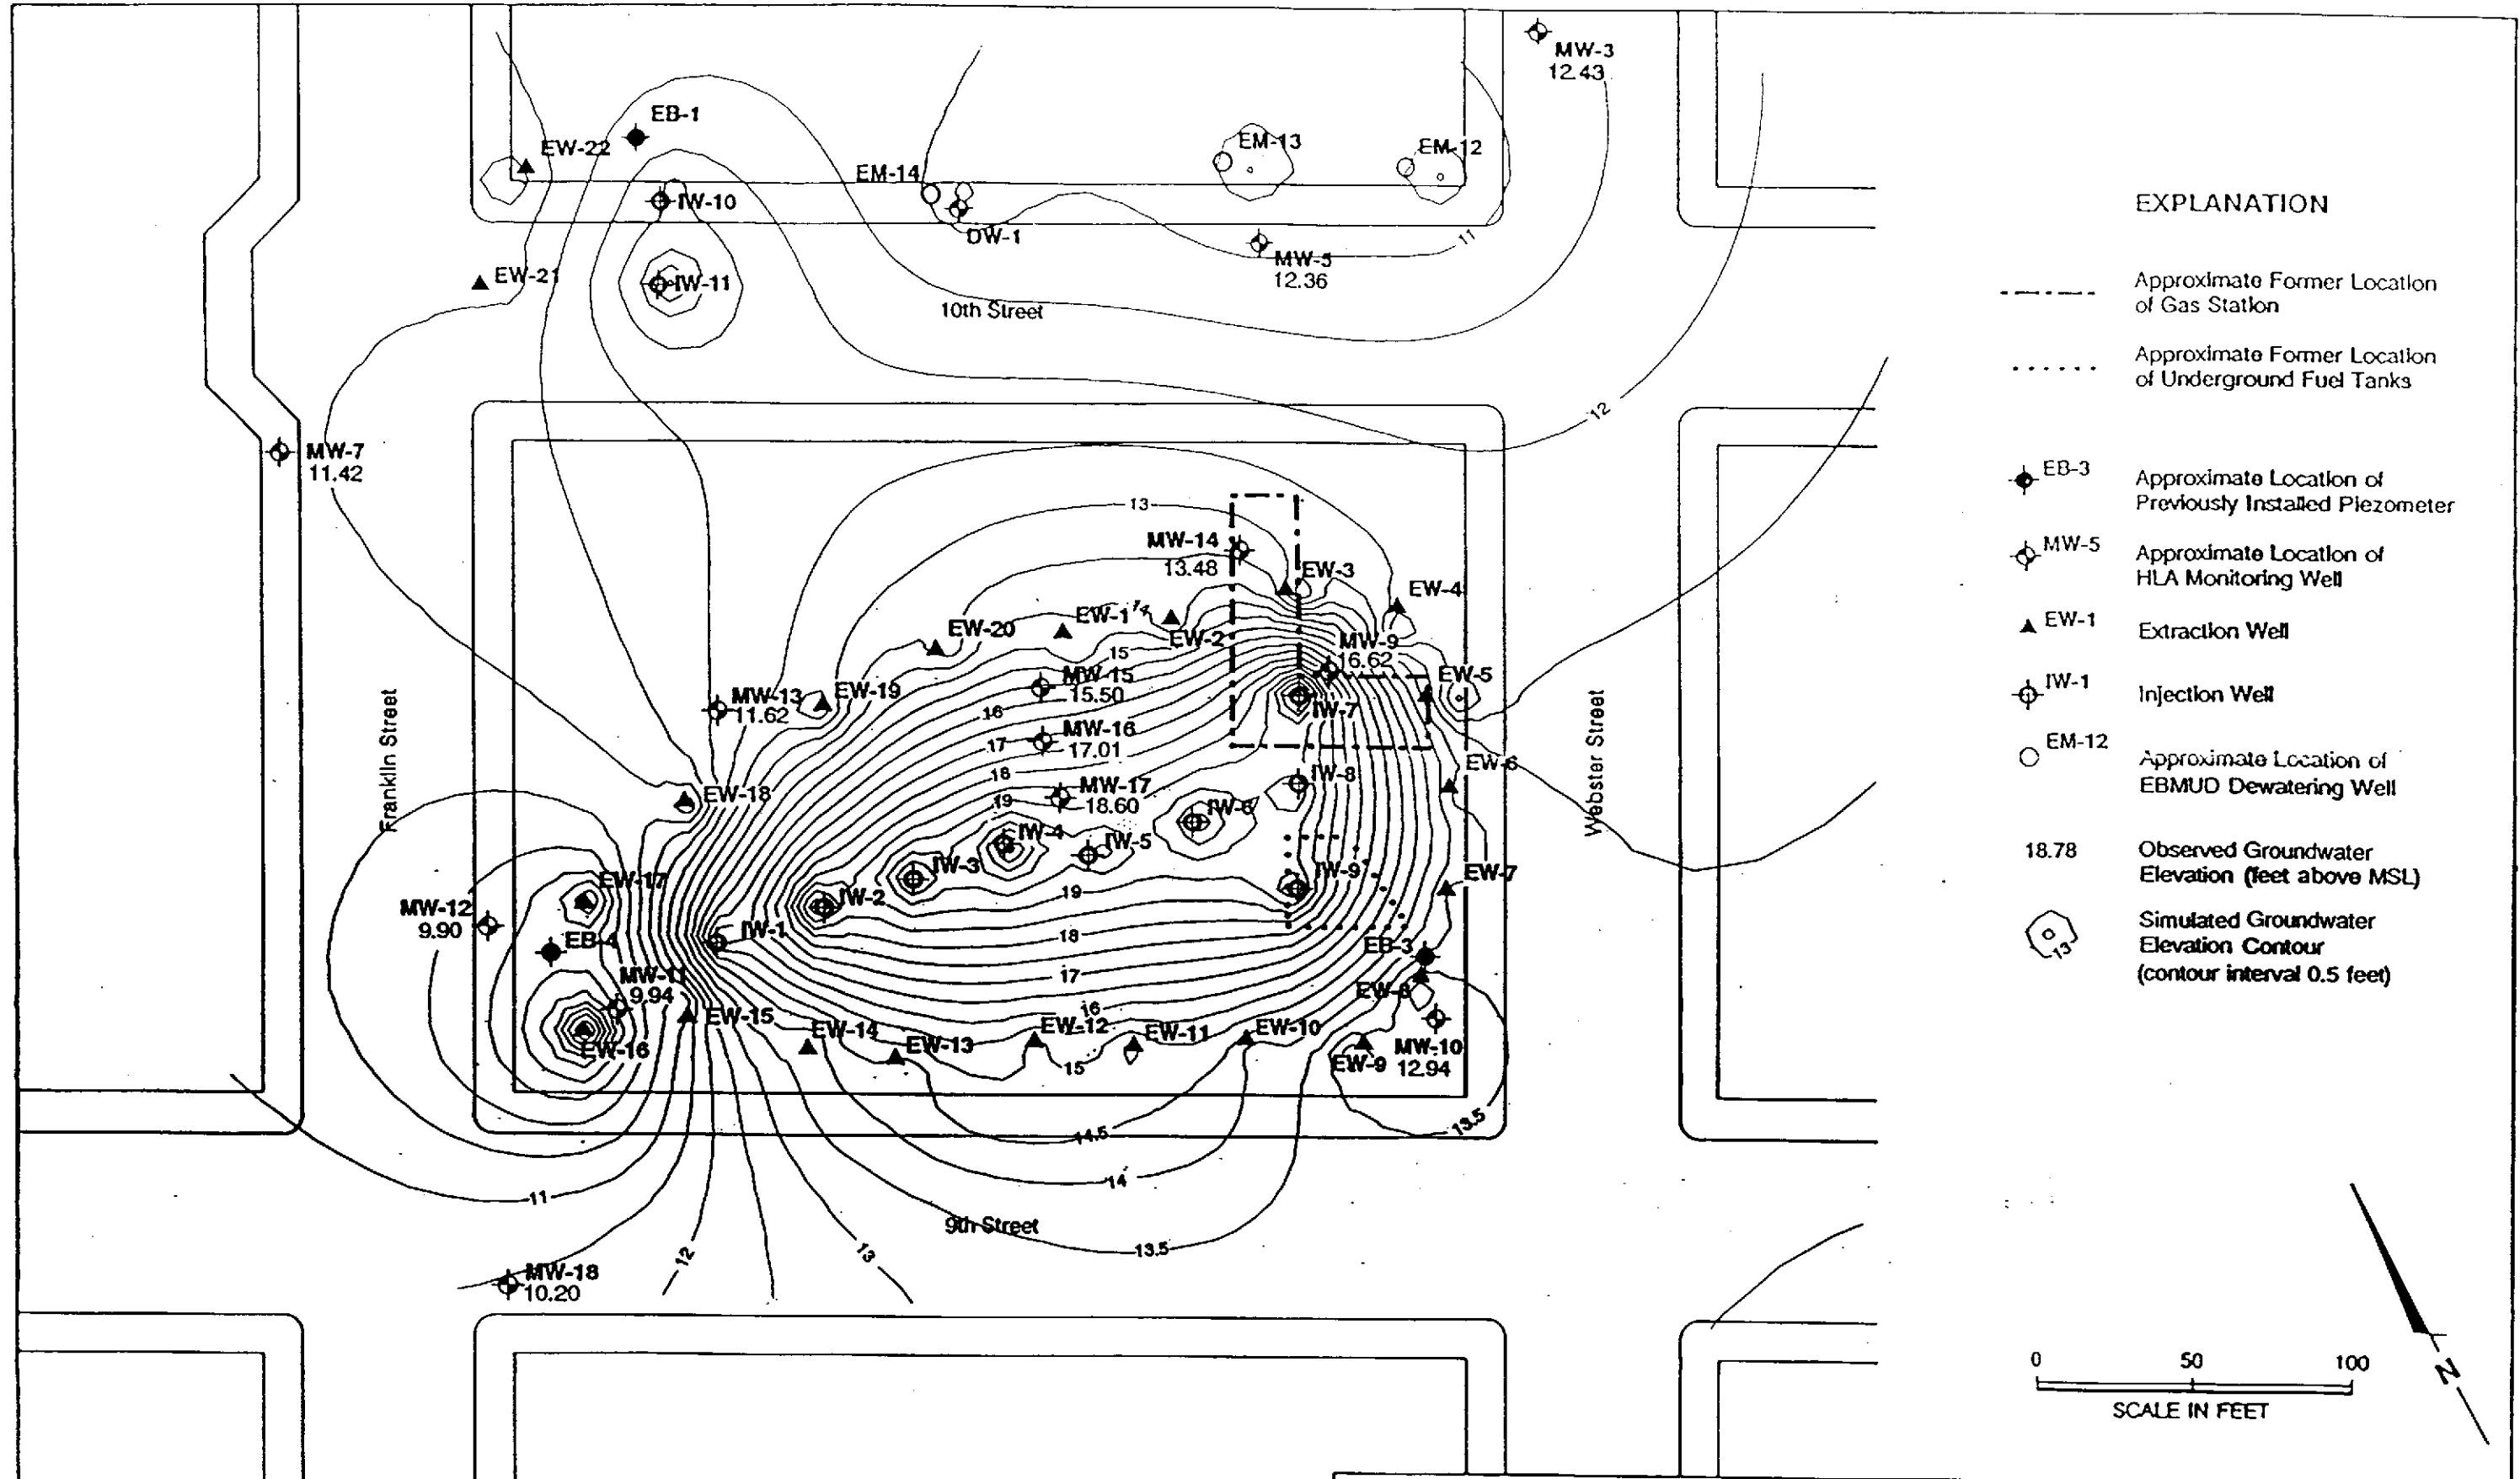 MW-3
12.43
EB-1
EW-22
EM-13
EM-12
EM-14
IW-10
OW-1
11
MW-5
12.36
EW-21
IW-11
10th Street
12
MW-7
11.42
13
MW-14
13.48
EW-3
EW-4
EW-1
14
EW-20
EW-2
15
MW-9
16.62
MW-15
15.50
EW-5
MW-13
11.62
EW-19
16
IW-7
MW-16
17.01
17
18
IW-8
EW-6
MW-17
18.60
19
EW-18
Franklin Street
Webster Street
IW-6
IW-4
IW-5
IW-3
EW-17
IW-9
EW-7
19
IW-2
MW-12
9.90
IW-1
EB-4
18
EB-3
MW-11
9.94
17
EW-8
16
EW-15
EW-14
EW-12
EW-11
EW-10
EW-16
EW-13
15
EW-9
MW-10
12.94
13.5
14.5
14
11
9th Street
12
13
13.5
MW-18
10.20
EXPLANATION
Approximate Former Location
of Gas Station
Approximate Former Location
of Underground Fuel Tanks
EB-3
Approximate Location of
Previously Installed Piezometer
MW-5
Approximate Location of
HLA Monitoring Well
EW-1
Extraction Well
IW-1
Injection Well
EM-12
Approximate Location of
EBMUD Dewatering Well
18.78
Observed Groundwater
Elevation (feet above MSL)
13
Simulated Groundwater
Elevation Contour
(contour interval 0.5 feet)
N
0 50 100
SCALE IN FEET